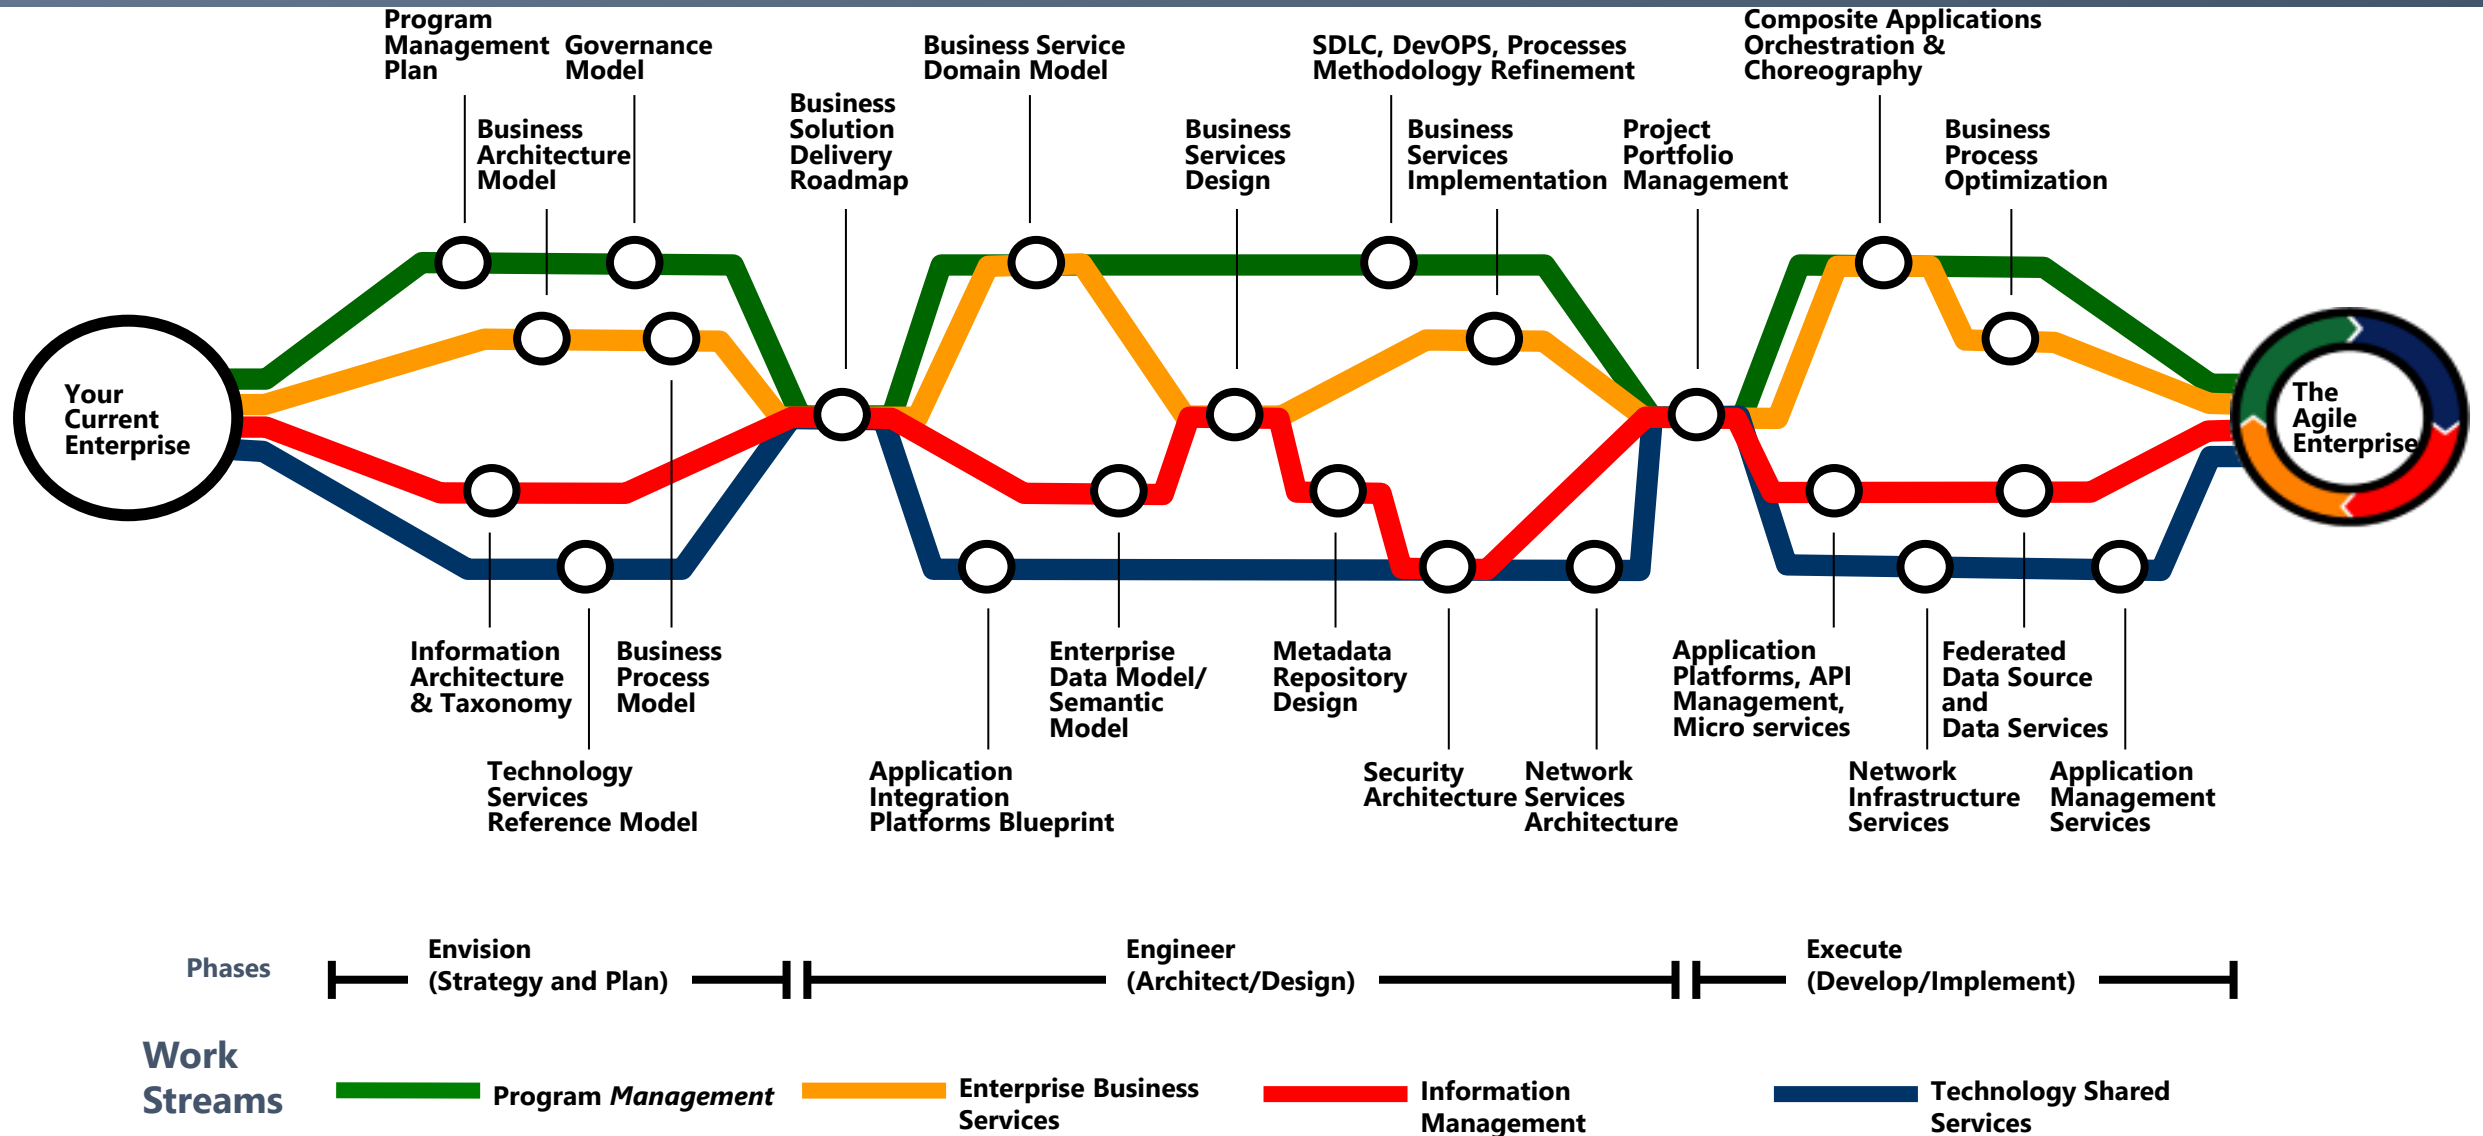 Program
Management
Plan
Governance
Model
Business
Architecture
Model
Business
Solution
Delivery
Roadmap
Business Service
Domain Model
Business
Services
Design
SDLC, DevOPS, Processes
Methodology Refinement
Business
Services
Implementation
Project
Portfolio
Management
Composite Applications
Orchestration &
Choreography
Business
Process
Optimization
Your
Current
Enterprise
The
Agile
Enterprise
Information
Architecture
& Taxonomy
Business
Process
Model
Technology
Services
Reference Model
Application
Integration
Platforms Blueprint
Enterprise
Data Model/
Semantic
Model
Metadata
Repository
Design
Security
Architecture
Network
Services
Architecture
Application
Platforms, API
Management,
Micro services
Federated
Data Source
and
Data Services
Network
Infrastructure
Services
Application
Management
Services
Phases
Envision
(Strategy and Plan)
Engineer
(Architect/Design)
Execute
(Develop/Implement)
Work
Streams
Program Management
Enterprise Business
Services
Information
Management
Technology Shared
Services